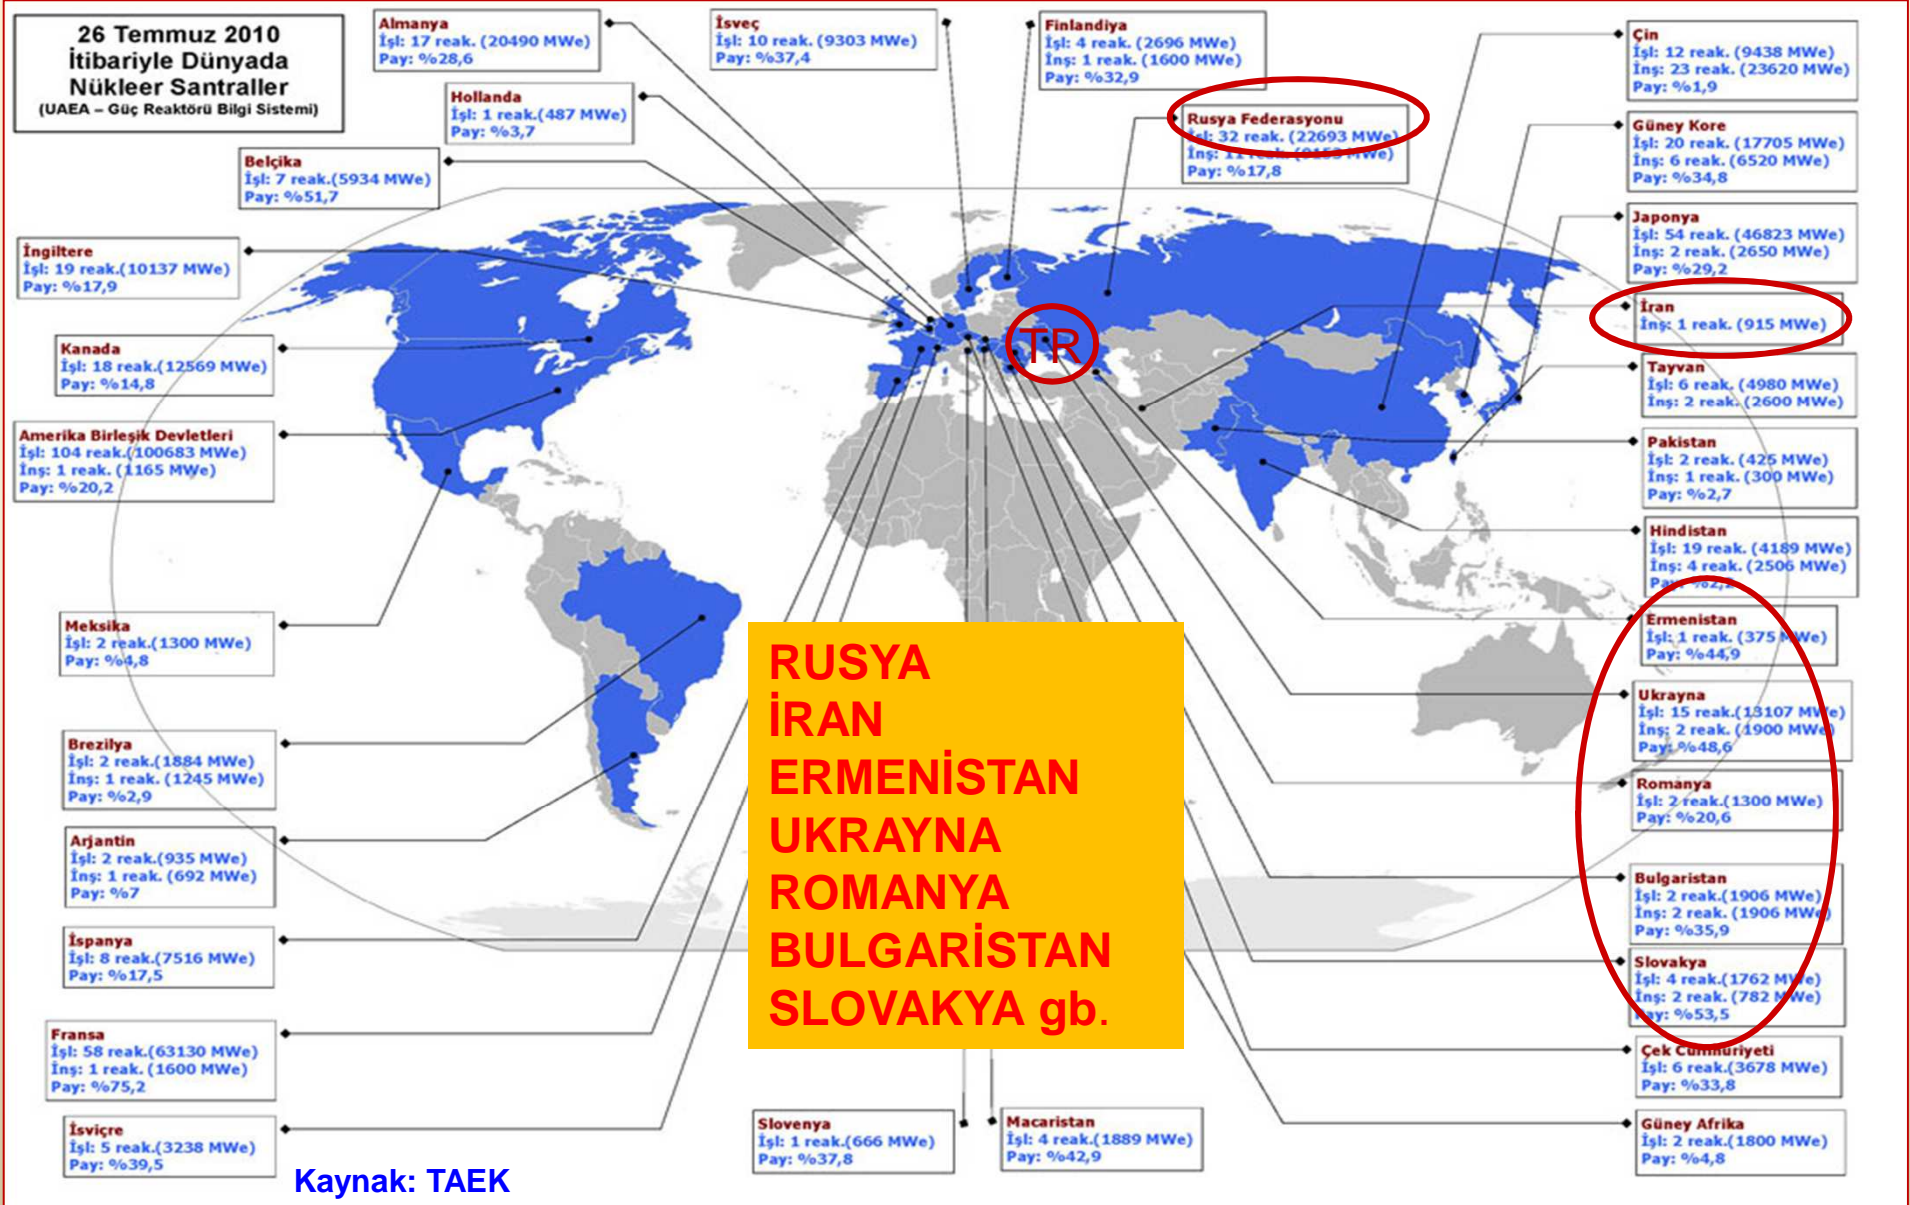 26 Temmuz 2010
İtibariyle Dünyada
Nükleer Santraller
(UAEA – Güç Reaktörü Bilgi Sistemi)
Almanya
İşl: 17 reak. (20490 MWe)
Pay: %28,6
İsveç
İşl: 10 reak. (9303 MWe)
Pay: %37,4
Finlandiya
İşl: 4 reak. (2696 MWe)
İnş: 1 reak. (1600 MWe)
Pay: %32,9
Çin
İşl: 12 reak. (9438 MWe)
İnş: 23 reak. (23620 MWe)
Pay: %1,9
Hollanda
İşl: 1 reak.(487 MWe)
Pay: %3,7
Rusya Federasyonu
İşl: 32 reak. (22693 MWe)
İnş: 11 reak. (9153 MWe)
Pay: %17,8
Güney Kore
İşl: 20 reak. (17705 MWe)
İnş: 6 reak. (6520 MWe)
Pay: %34,8
Belçika
İşl: 7 reak.(5934 MWe)
Pay: %51,7
Japonya
İşl: 54 reak. (46823 MWe)
İnş: 2 reak. (2650 MWe)
Pay: %29,2
İngiltere
İşl: 19 reak.(10137 MWe)
Pay: %17,9
İran
İnş: 1 reak. (915 MWe)
TR
Kanada
İşl: 18 reak.(12569 MWe)
Pay: %14,8
Tayvan
İşl: 6 reak. (4980 MWe)
İnş: 2 reak. (2600 MWe)
Amerika Birleşik Devletleri
İşl: 104 reak.(100683 MWe)
İnş: 1 reak. (1165 MWe)
Pay: %20,2
Pakistan
İşl: 2 reak. (425 MWe)
İnş: 1 reak. (300 MWe)
Pay: %2,7
Hindistan
İşl: 19 reak. (4189 MWe)
İnş: 4 reak. (2506 MWe)
Pay: %2,2
Meksika
İşl: 2 reak.(1300 MWe)
Pay: %4,8
Ermenistan
İşl: 1 reak. (375 MWe)
Pay: %44,9
RUSYA
İRAN
ERMENİSTAN
UKRAYNA
ROMANYA
BULGARİSTAN
SLOVAKYA gb.
Ukrayna
İşl: 15 reak.(13107 MWe)
İnş: 2 reak. (1900 MWe)
Pay: %48,6
Brezilya
İşl: 2 reak.(1884 MWe)
İnş: 1 reak. (1245 MWe)
Pay: %2,9
Romanya
İşl: 2 reak.(1300 MWe)
Pay: %20,6
Arjantin
İşl: 2 reak.(935 MWe)
İnş: 1 reak. (692 MWe)
Pay: %7
Bulgaristan
İşl: 2 reak.(1906 MWe)
İnş: 2 reak. (1906 MWe)
Pay: %35,9
İspanya
İşl: 8 reak.(7516 MWe)
Pay: %17,5
Slovakya
İşl: 4 reak.(1762 MWe)
İnş: 2 reak. (782 MWe)
Pay: %53,5
Fransa
İşl: 58 reak.(63130 MWe)
İnş: 1 reak. (1600 MWe)
Pay: %75,2
Çek Cumhuriyeti
İşl: 6 reak.(3678 MWe)
Pay: %33,8
İsviçre
İşl: 5 reak.(3238 MWe)
Pay: %39,5
Slovenya
İşl: 1 reak.(666 MWe)
Pay: %37,8
Macaristan
İşl: 4 reak.(1889 MWe)
Pay: %42,9
Güney Afrika
İşl: 2 reak.(1800 MWe)
Pay: %4,8
Kaynak: TAEK